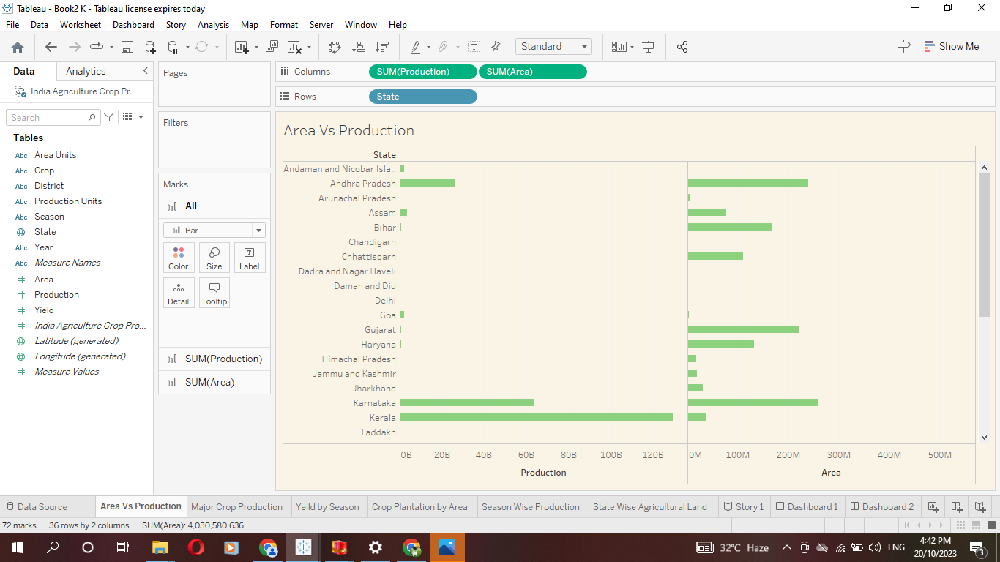 Tableau - Book2 K - Tableau license expires today
File Data Worksheet Dashboard Story Analysis Map Format Server Window Help
Standard
Show Me
Data Analytics
India Agriculture Crop Pr...
Search
Tables
Abc Area Units
Abc Crop
Abc District
Abc Production Units
Abc Season
State
Abc Year
Abc Measure Names
# Area
# Production
# Yield
# India Agriculture Crop Pro...
Latitude (generated)
Longitude (generated)
# Measure Values
Pages
Filters
Marks
All
Bar
Color Size Label
Detail Tooltip
SUM(Production)
SUM(Area)
Columns SUM(Production) SUM(Area)
Rows State
Area Vs Production
State
Andaman and Nicobar Isla..
Andhra Pradesh
Arunachal Pradesh
Assam
Bihar
Chandigarh
Chhattisgarh
Dadra and Nagar Haveli
Daman and Diu
Delhi
Goa
Gujarat
Haryana
Himachal Pradesh
Jammu and Kashmir
Jharkhand
Karnataka
Kerala
Laddakh
0B 20B 40B 60B 80B 100B 120B 0M 100M 200M 300M 400M 500M
Production Area
Data Source Area Vs Production Major Crop Production Yeild by Season Crop Plantation by Area Season Wise Production State Wise Agricultural Land Story 1 Dashboard 1 Dashboard 2
72 marks 36 rows by 2 columns SUM(Area): 4,030,580,636
32°C Haze ENG 4:42 PM
20/10/2023
3